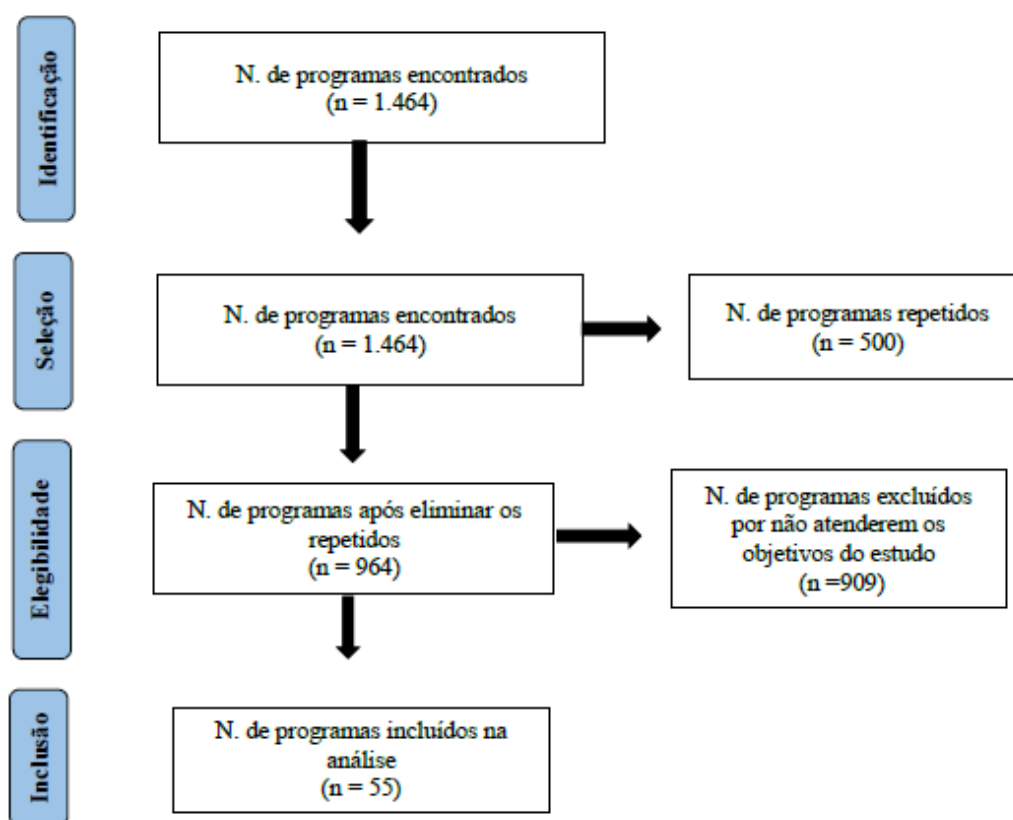 Identificação
N. de programas encontrados
(n = 1.464)
Seleção
N. de programas encontrados
(n = 1.464)
N. de programas repetidos
(n = 500)
Elegibilidade
N. de programas após eliminar os
repetidos
(n = 964)
N. de programas excluídos
por não atenderem os
objetivos do estudo
(n =909)
Inclusão
N. de programas incluídos na
análise
(n = 55)